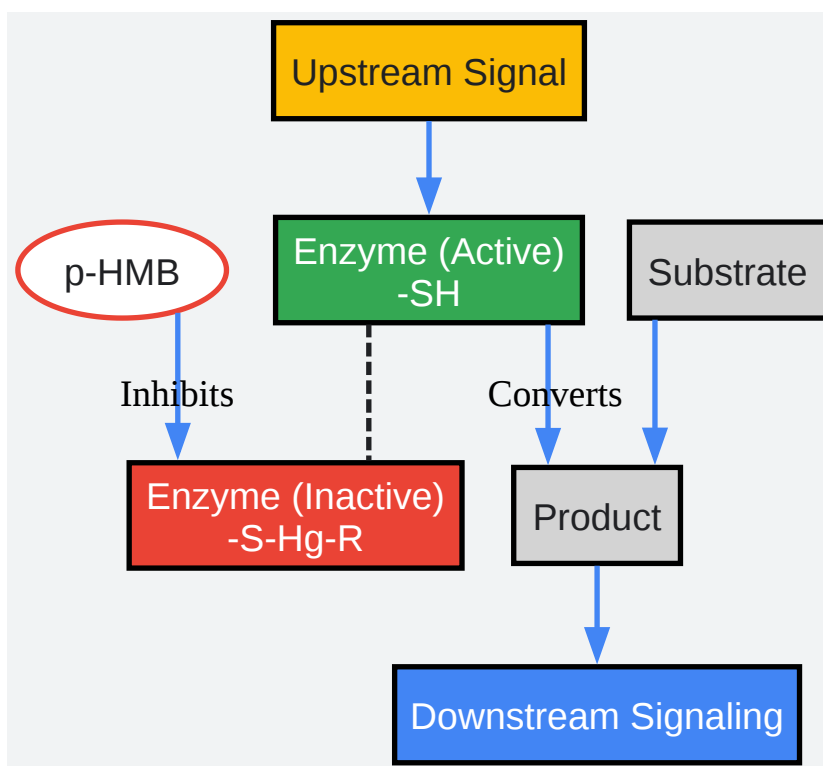 Upstream Signal
p-HMB
Enzyme (Active)
-SH
Substrate
Inhibits
Converts
Enzyme (Inactive)
-S-Hg-R
Product
Downstream Signaling